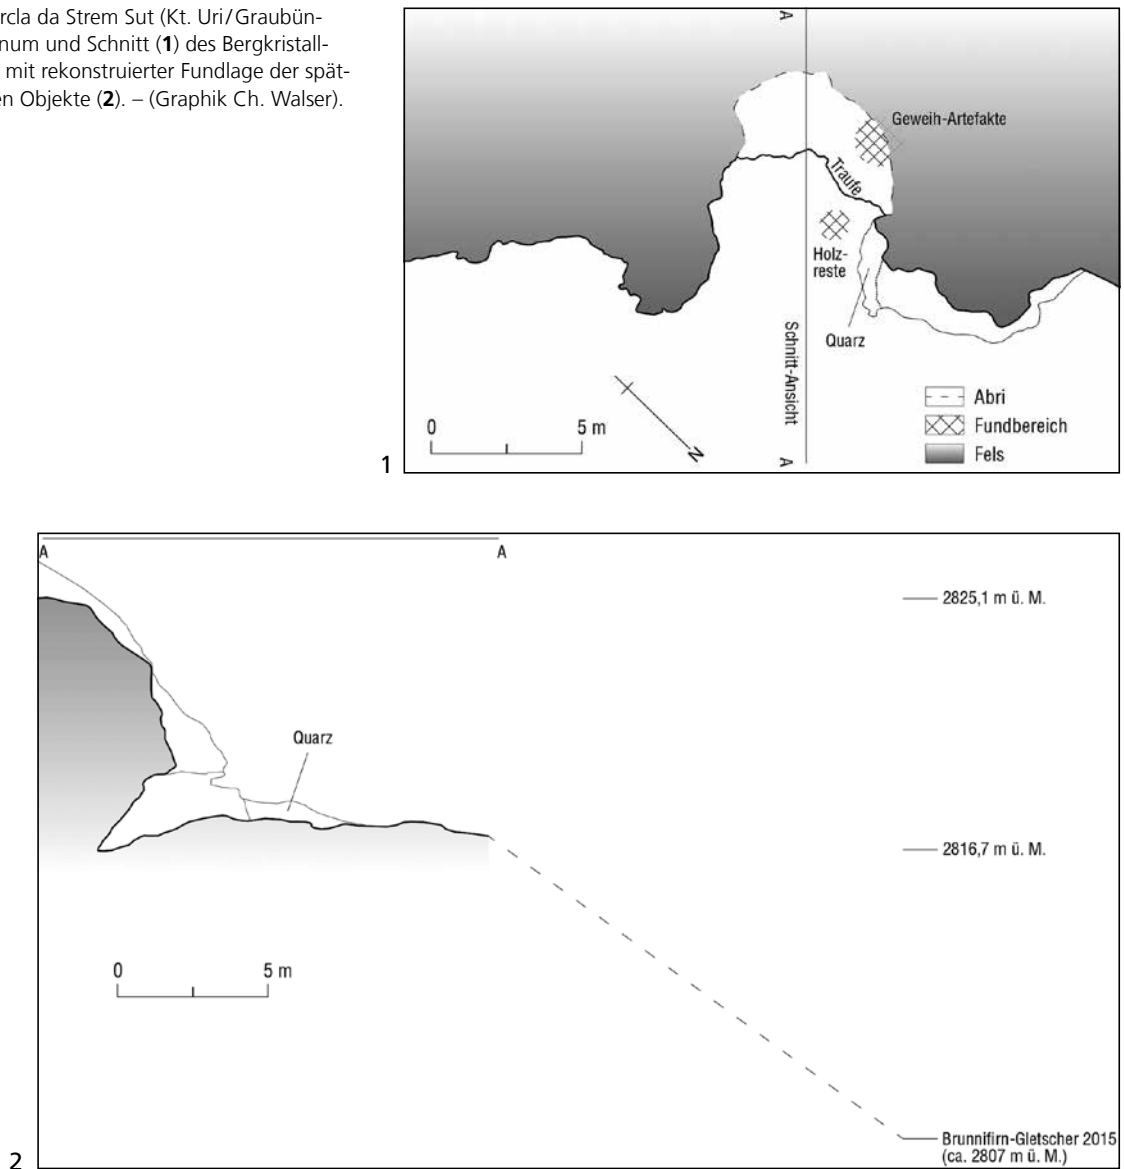 rcla da Strem Sut (Kt. Uri/Graubün-
num und Schnitt (1) des Bergkristall-
mit rekonstruierter Fundlage der spät-
en Objekte (2). – (Graphik Ch. Walser).
A
Geweih-Artefakte
Traufe
Holz-
reste
Quarz
Schnitt-Ansicht
0
5 m
N
A
Abri
Fundbereich
Fels
1
A
A
2825,1 m ü. M.
Quarz
2816,7 m ü. M.
0
5 m
Brunnifirn-Gletscher 2015
(ca. 2807 m ü. M.)
2